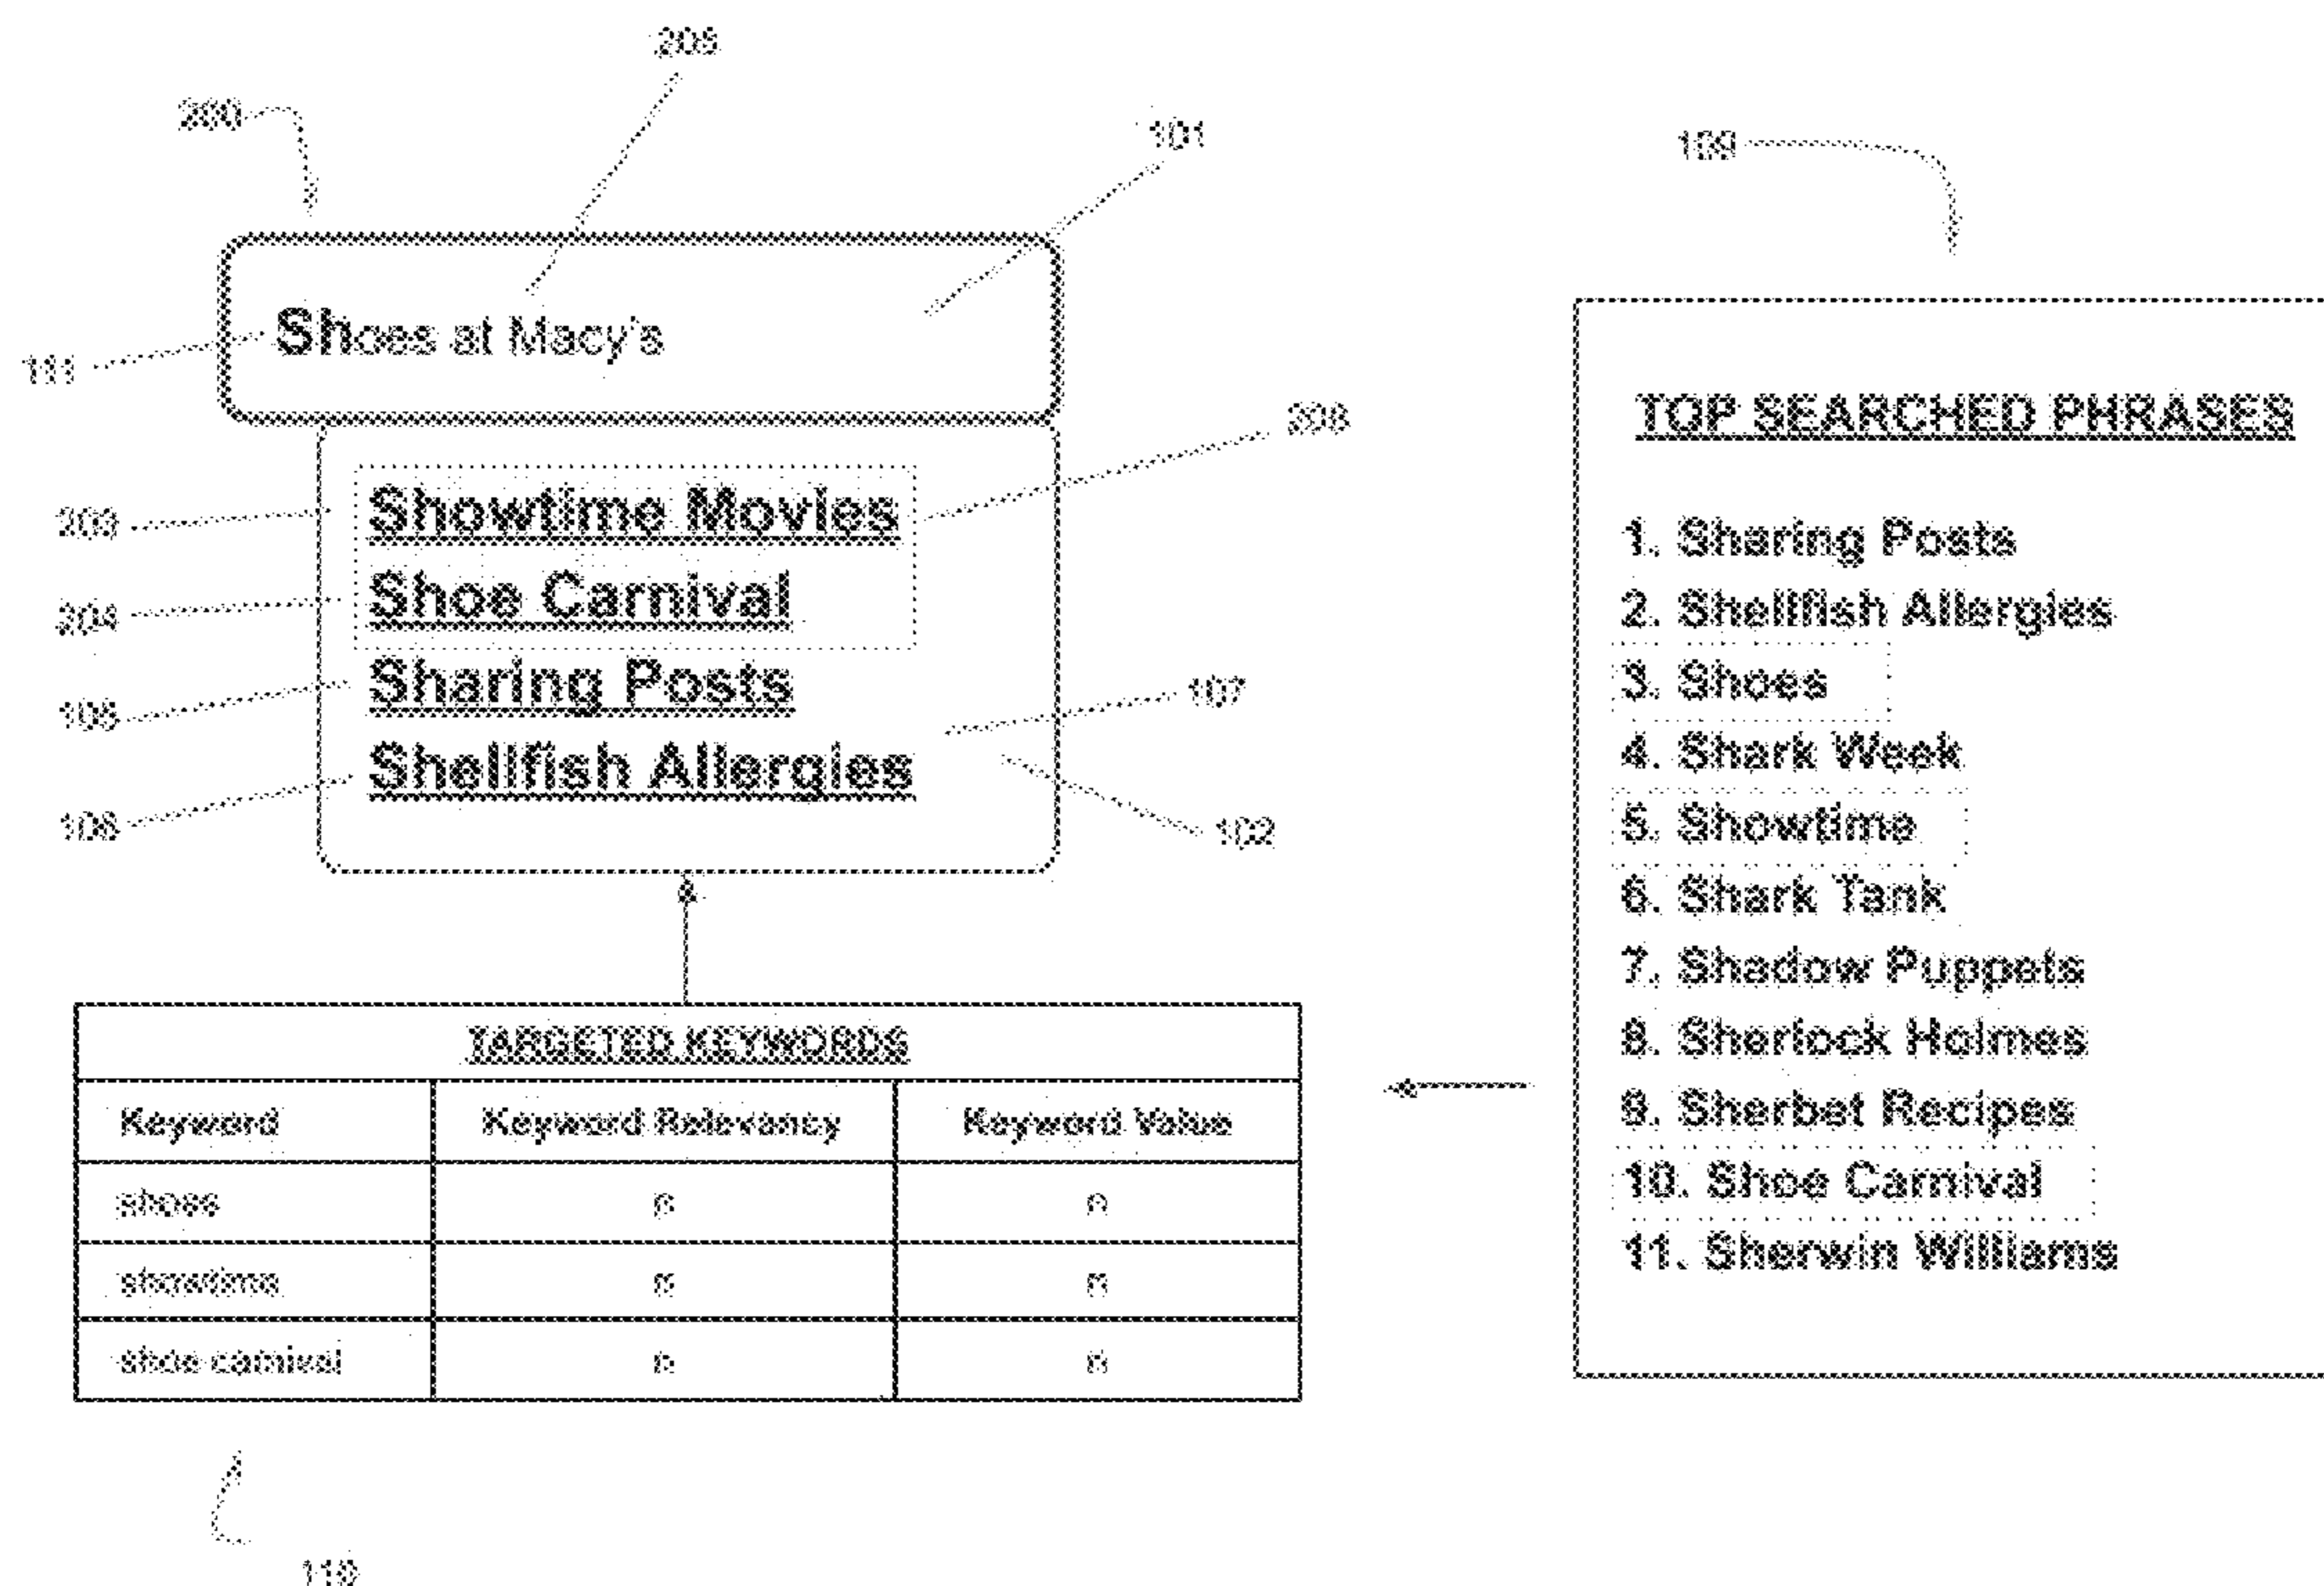 205
200
101
109
Shoes at Macy's
111
TOP SEARCHED PHRASES
206
Showtime Movies
203
Shoe Carnival
204
Sharing Posts
107
106
Shellfish Allergies
106
102
1. Sharing Posts
2. Shellfish Allergies
3. Shoes
4. Shark Week
5. Showtime
6. Shark Tank
7. Shadow Puppets
8. Sherlock Holmes
9. Sherbet Recipes
10. Shoe Carnival
11. Sherwin Williams
TARGETED KEYWORDS
Keyword Keyword Relevancy Keyword Value
shoes n n
showtime n n
shoe carnival n n
110